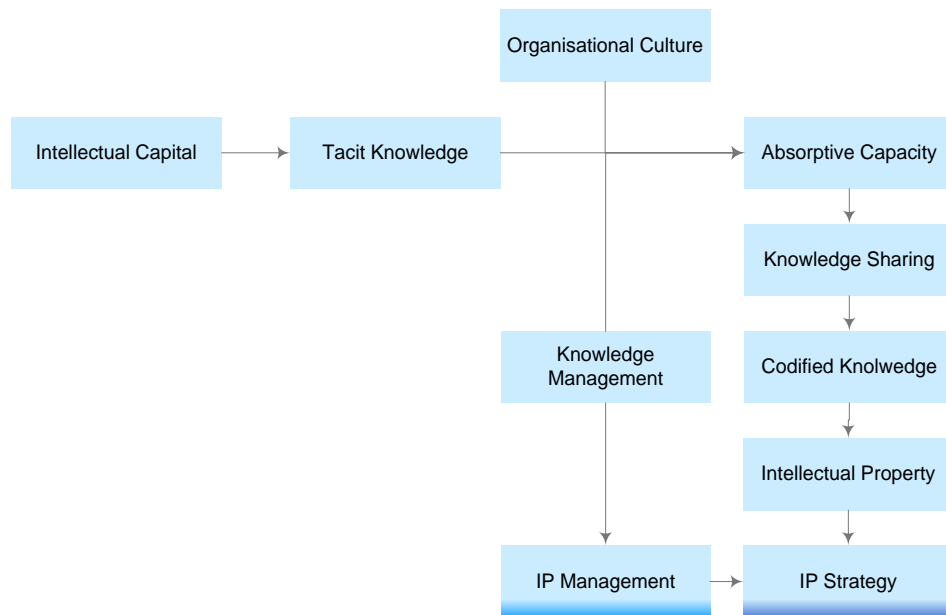 Organisational Culture
Intellectual Capital
Tacit Knowledge
Absorptive Capacity
Knowledge Sharing
Knowledge
Management
Codified Knolwedge
Intellectual Property
IP Management
IP Strategy